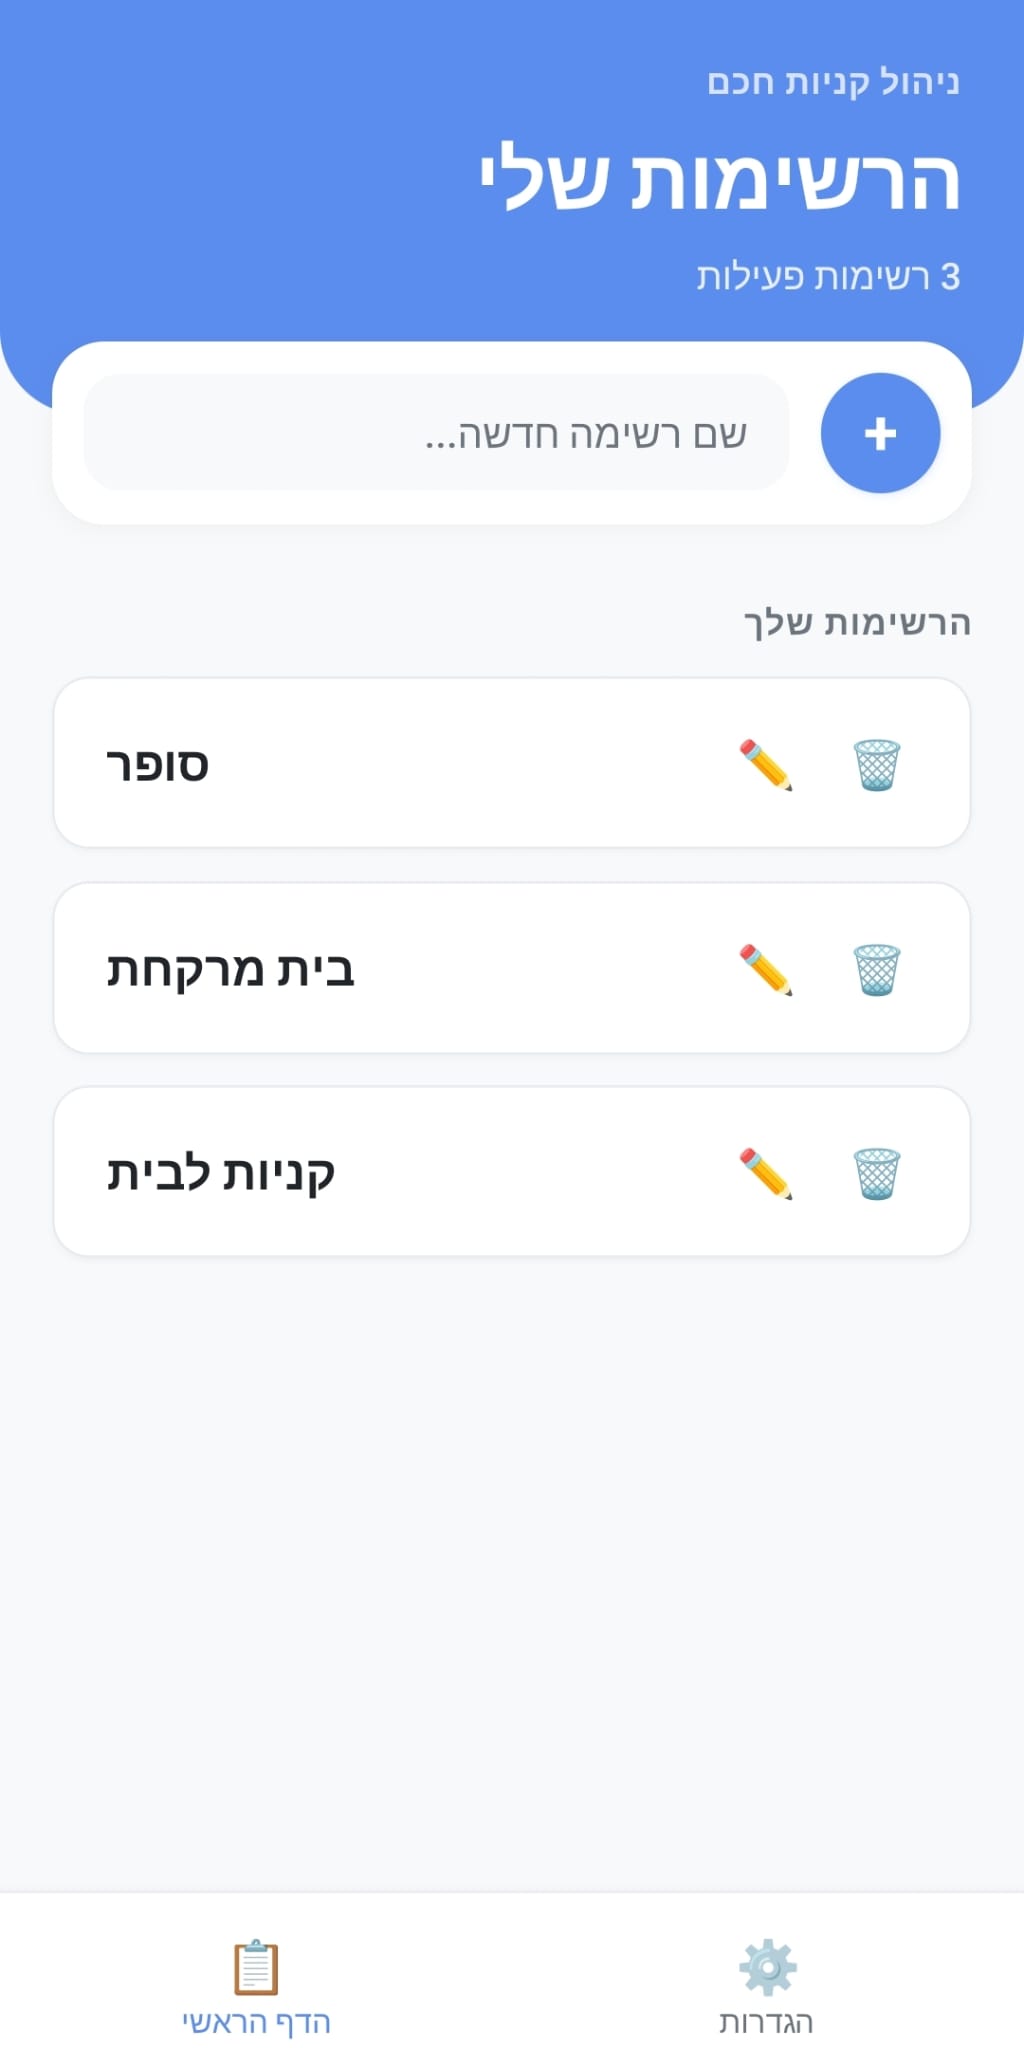 ניהול קניות חכם
הרשימות שלי
3 רשימות פעילות
+
שם רשימה חדשה...
הרשימות שלך
סופר
בית מרקחת
קניות לבית
הגדרות
הדף הראשי